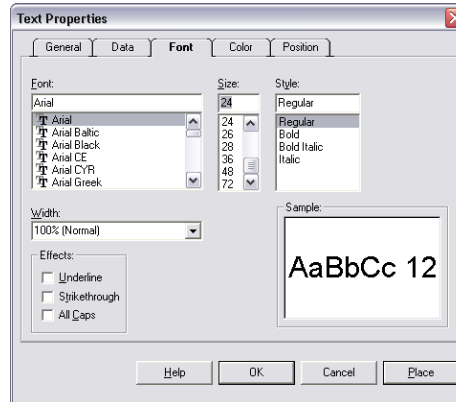 Text Properties
General Data Font Color Position
Font: Size: Style:
Arial 24 Regular
Arial 24 Regular
Arial Baltic 26 Bold
Arial Black 28 Bold Italic
Arial CE 36 Italic
Arial CYR 48
Arial Greek 72
Width: Sample:
100% (Normal)
AaBbCc 12
Effects:
Underline
Strikethrough
All Caps
Help OK Cancel Place